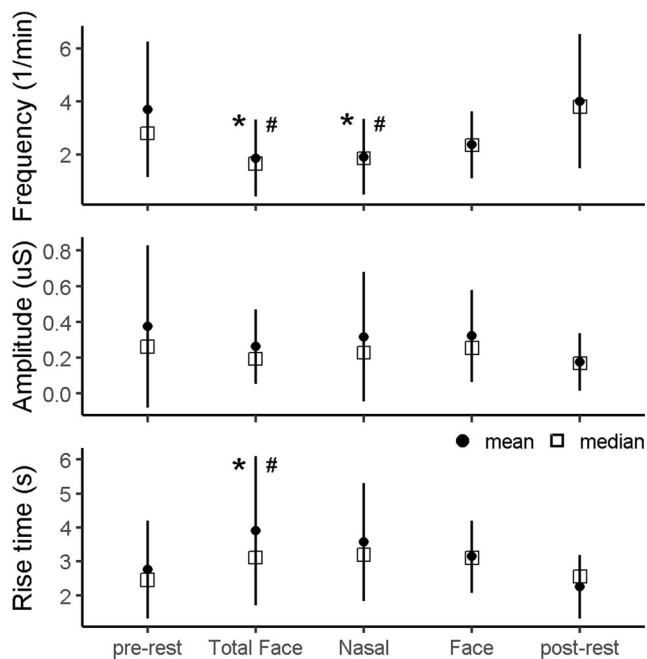 Frequency (1/min)
6
4
2
* # * #
Amplitude (uS)
0.8
0.6
0.4
0.2
0.0
mean median
Rise time (s)
6
5
4
3
2
* #
pre-rest Total Face Nasal Face post-rest